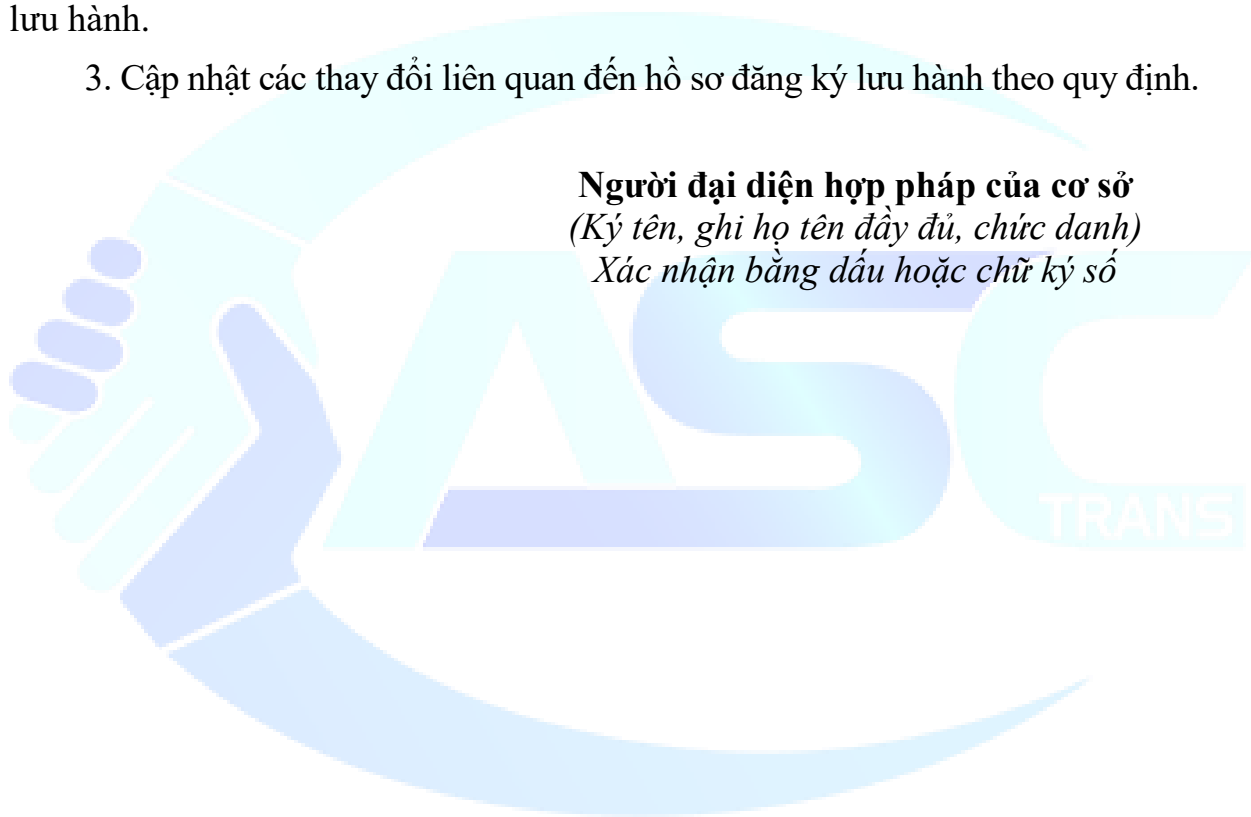 lưu hành.
3. Cập nhật các thay đổi liên quan đến hồ sơ đăng ký lưu hành theo quy định.
Người đại diện hợp pháp của cơ sở
(Ký tên, ghi họ tên đầy đủ, chức danh)
Xác nhận bằng dấu hoặc chữ ký số
ASC
TRANS